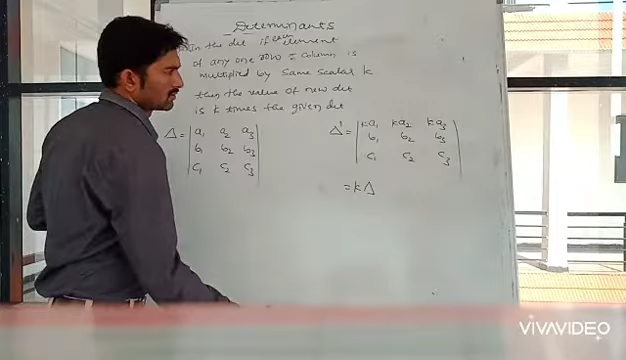 Determinants
In the det if each element
of any one row or column is
multiplied by same scalar k
then the value of new det
is k times the given det
Δ = | a₁ a₂ a₃ |
| b₁ b₂ b₃ |
| c₁ c₂ c₃ |
Δ¹ = | ka₁ ka₂ ka₃ |
| b₁ b₂ b₃ |
| c₁ c₂ c₃ |
= kΔ
VIVAVIDEO